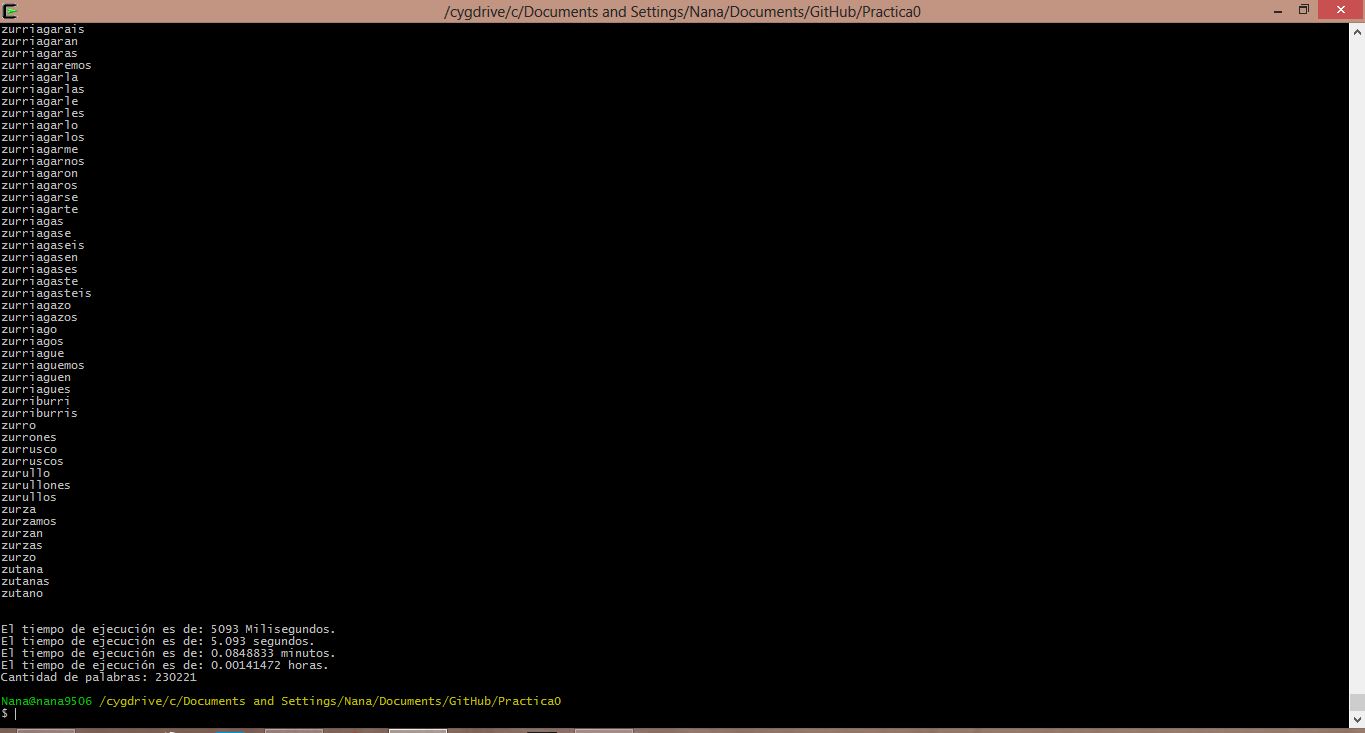 /cygdrive/c/Documents and Settings/Nana/Documents/GitHub/Practica0
zurriagarais
zurriagaran
zurriagaras
zurriagaremos
zurriagarla
zurriagarlas
zurriagarle
zurriagarles
zurriagarlo
zurriagarlos
zurriagarme
zurriagarnos
zurriagaron
zurriagaros
zurriagarse
zurriagarte
zurriagas
zurriagase
zurriagaseis
zurriagasen
zurriagases
zurriagaste
zurriagasteis
zurriagazo
zurriagazos
zurriago
zurriagos
zurriague
zurriaguemos
zurriaguen
zurriagues
zurriburri
zurriburris
zurro
zurrones
zurrusco
zurruscos
zurullo
zurullones
zurullos
zurza
zurzamos
zurzan
zurzas
zurzo
zutana
zutanas
zutano
El tiempo de ejecución es de: 5093 Milisegundos.
El tiempo de ejecución es de: 5.093 segundos.
El tiempo de ejecución es de: 0.0848833 minutos.
El tiempo de ejecución es de: 0.00141472 horas.
Cantidad de palabras: 230221
Nana@nana9506 /cygdrive/c/Documents and Settings/Nana/Documents/GitHub/Practica0
$